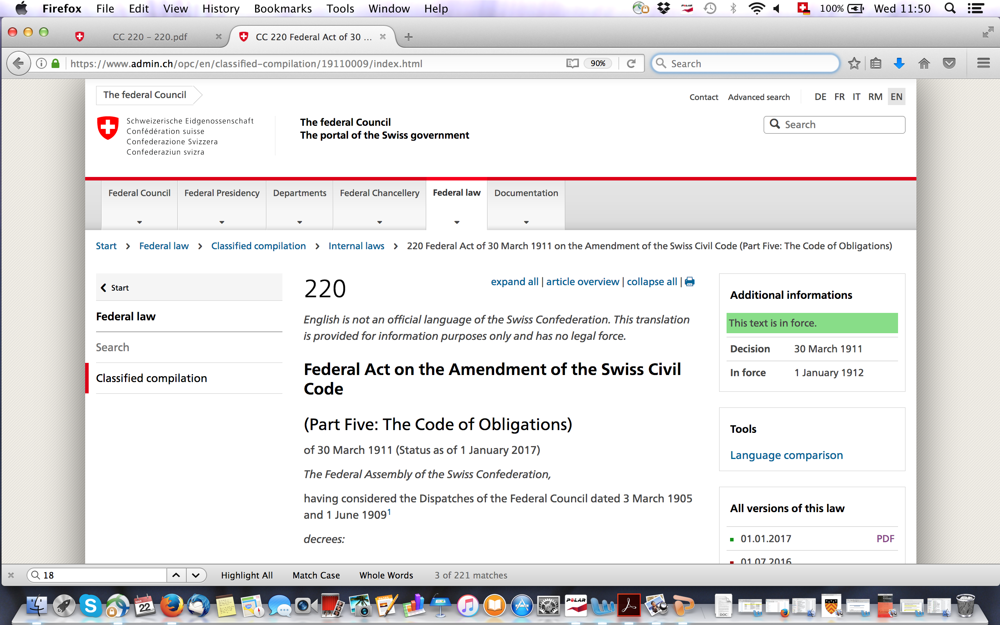 Firefox File Edit View History Bookmarks Tools Window Help 100% Wed 11:50
CC 220 – 220.pdf CC 220 Federal Act of 30 ...
https://www.admin.ch/opc/en/classified-compilation/19110009/index.html 90% Search
The federal Council
Contact Advanced search DE FR IT RM EN
Schweizerische Eidgenossenschaft
Confédération suisse
Confederazione Svizzera
Confederaziun svizra
The federal Council
The portal of the Swiss government
Search
Federal Council Federal Presidency Departments Federal Chancellery Federal law Documentation
Start > Federal law > Classified compilation > Internal laws > 220 Federal Act of 30 March 1911 on the Amendment of the Swiss Civil Code (Part Five: The Code of Obligations)
Start
Federal law
Search
Classified compilation
220
expand all | article overview | collapse all |
English is not an official language of the Swiss Confederation. This translation
is provided for information purposes only and has no legal force.
Federal Act on the Amendment of the Swiss Civil
Code
(Part Five: The Code of Obligations)
of 30 March 1911 (Status as of 1 January 2017)
The Federal Assembly of the Swiss Confederation,
having considered the Dispatches of the Federal Council dated 3 March 1905
and 1 June 1909¹
decrees:
Additional informations
This text is in force.
Decision 30 March 1911
In force 1 January 1912
Tools
Language comparison
All versions of this law
01.01.2017 PDF
01.07.2016
18 Highlight All Match Case Whole Words 3 of 221 matches
MAR
22
PAGES
POLAR
DOC